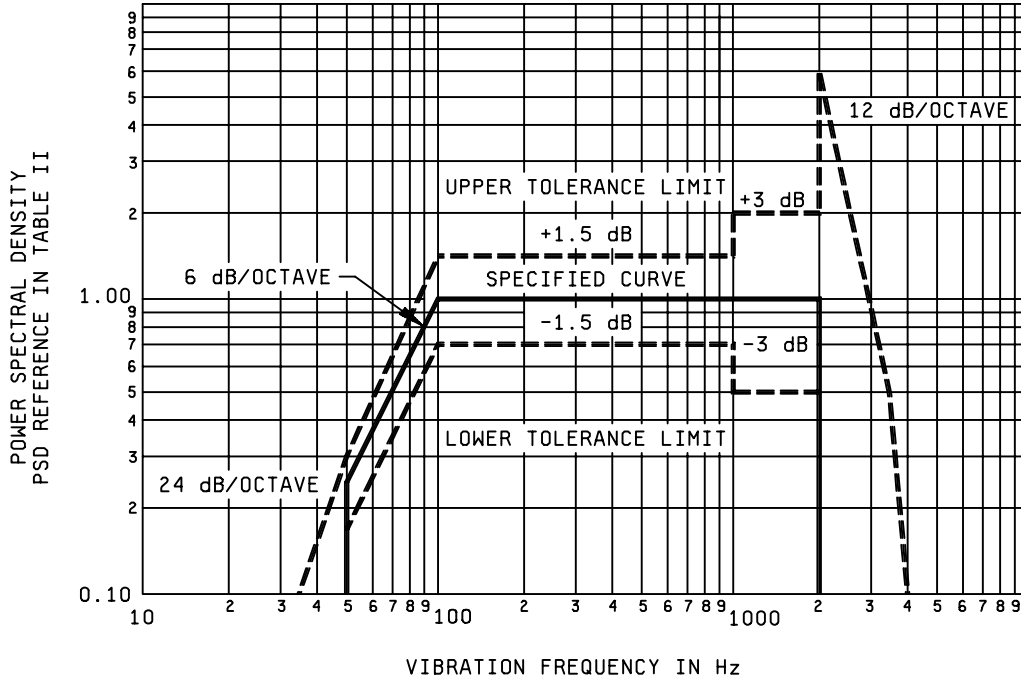 9
8
7
6
5
4
3
2
1.00
9
8
7
6
5
4
3
2
0.10
POWER SPECTRAL DENSITY
PSD REFERENCE IN TABLE II
12 dB/OCTAVE
UPPER TOLERANCE LIMIT
+3 dB
+1.5 dB
6 dB/OCTAVE
SPECIFIED CURVE
-1.5 dB
-3 dB
LOWER TOLERANCE LIMIT
24 dB/OCTAVE
10 2 3 4 5 6 7 8 9 100 2 3 4 5 6 7 8 9 1000 2 3 4 5 6 7 8 9
VIBRATION FREQUENCY IN Hz